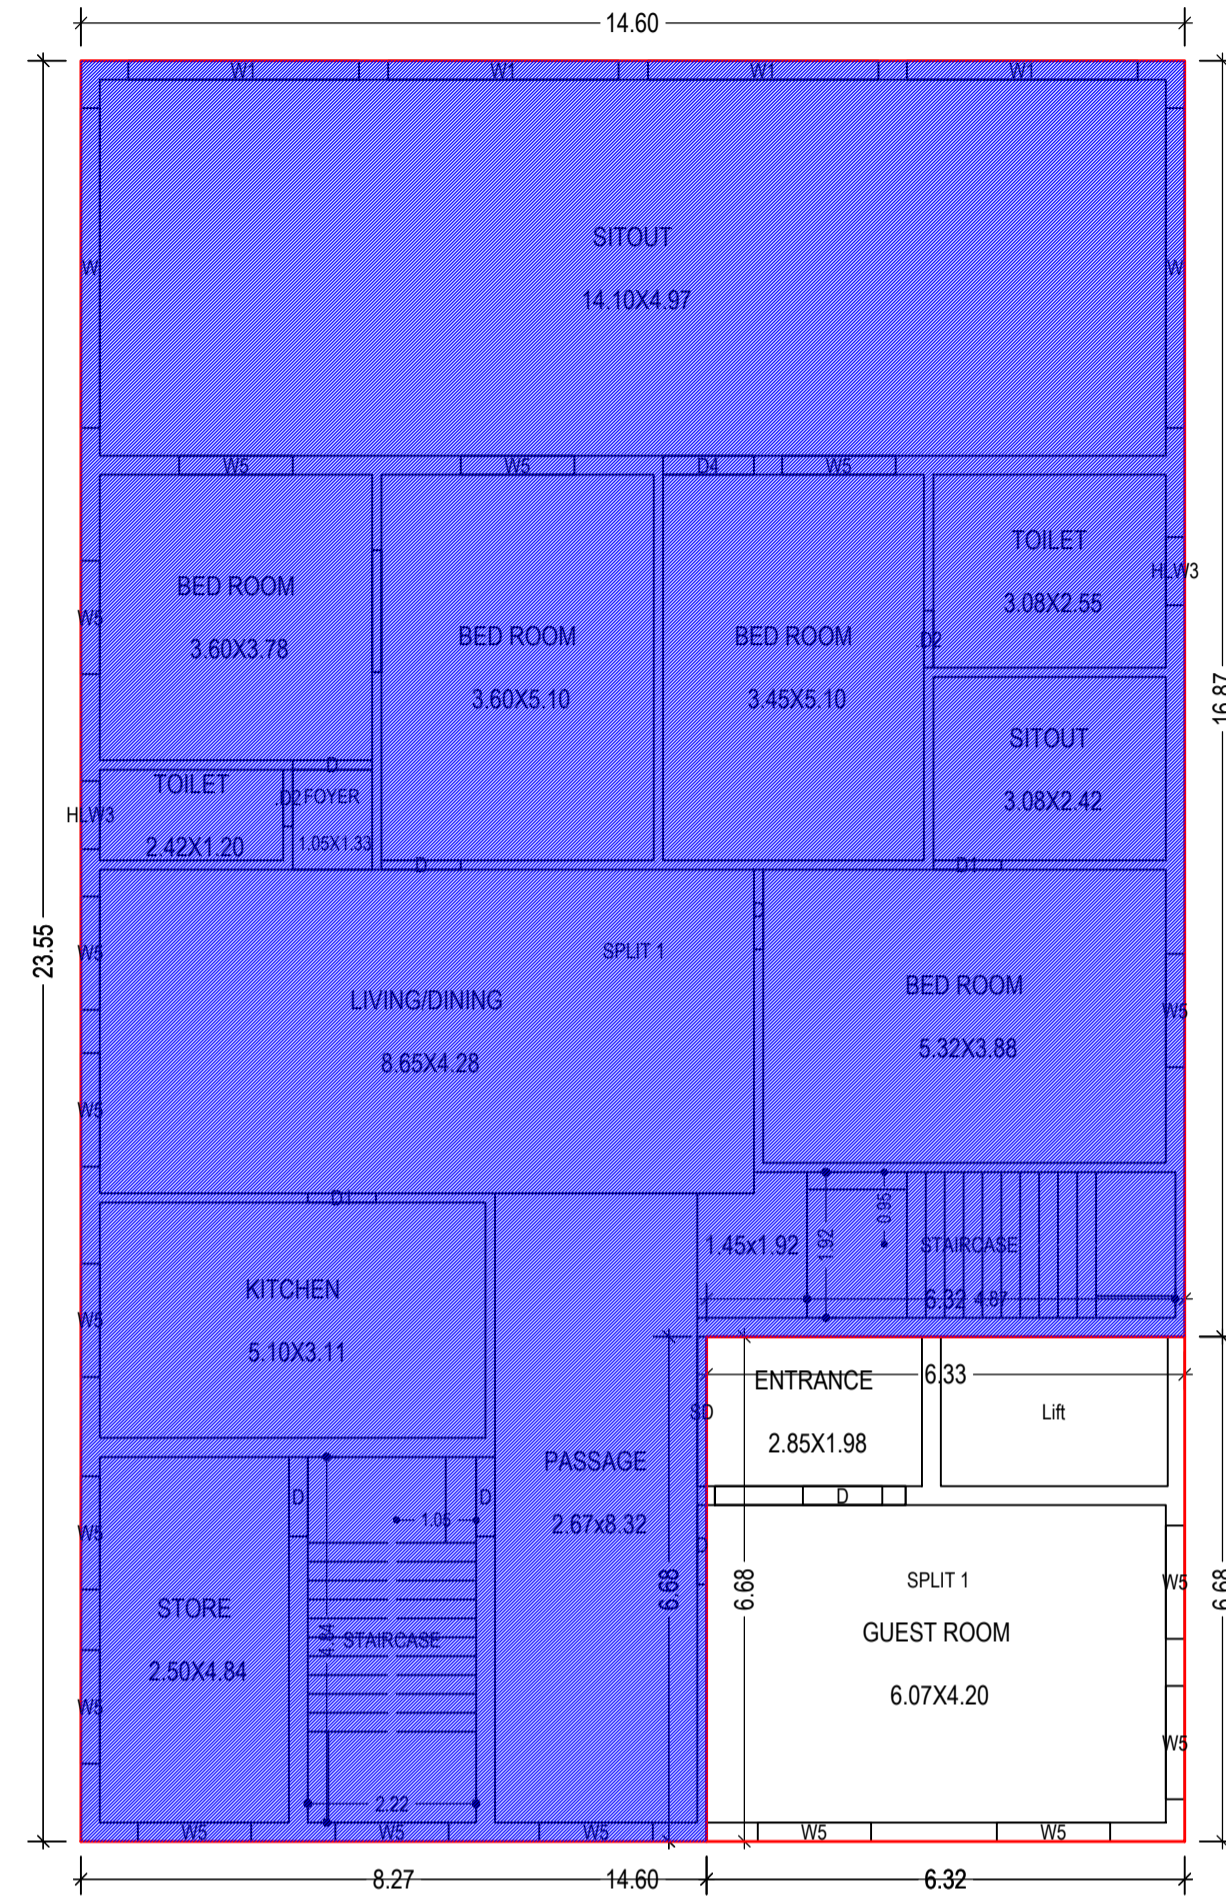 14.60
W1 W1 W1 W1
SITOUT
W W
14.10X4.97
W5 W5 D4 W5
TOILET
HLW3
BED ROOM
3.08X2.55
W5
BED ROOM BED ROOM
.D2
3.60X3.78
16.87
3.60X5.10 3.45X5.10
SITOUT
D
TOILET
.D2 FOYER
3.08X2.42
HLW3
2.42X1.20
1.05X1.33
D D1
D
23.55
W5
SPLIT 1
BED ROOM
LIVING/DINING
W5
5.32X3.88
8.65X4.28
W5
D1
0.95
1.45x1.92
1.92
STAIRCASE
KITCHEN
6.32 4.87
W5
5.10X3.11
ENTRANCE
6.33
SD
Lift
2.85X1.98
PASSAGE
D D
D
1.05
2.67x8.32
W5
D
6.68
6.68
6.68
SPLIT 1
W5
STORE
GUEST ROOM
4.84
STAIRCASE
2.50X4.84
6.07X4.20
W5
W5
2.22
W5 W5 W5 W5 W5
8.27 14.60 6.32